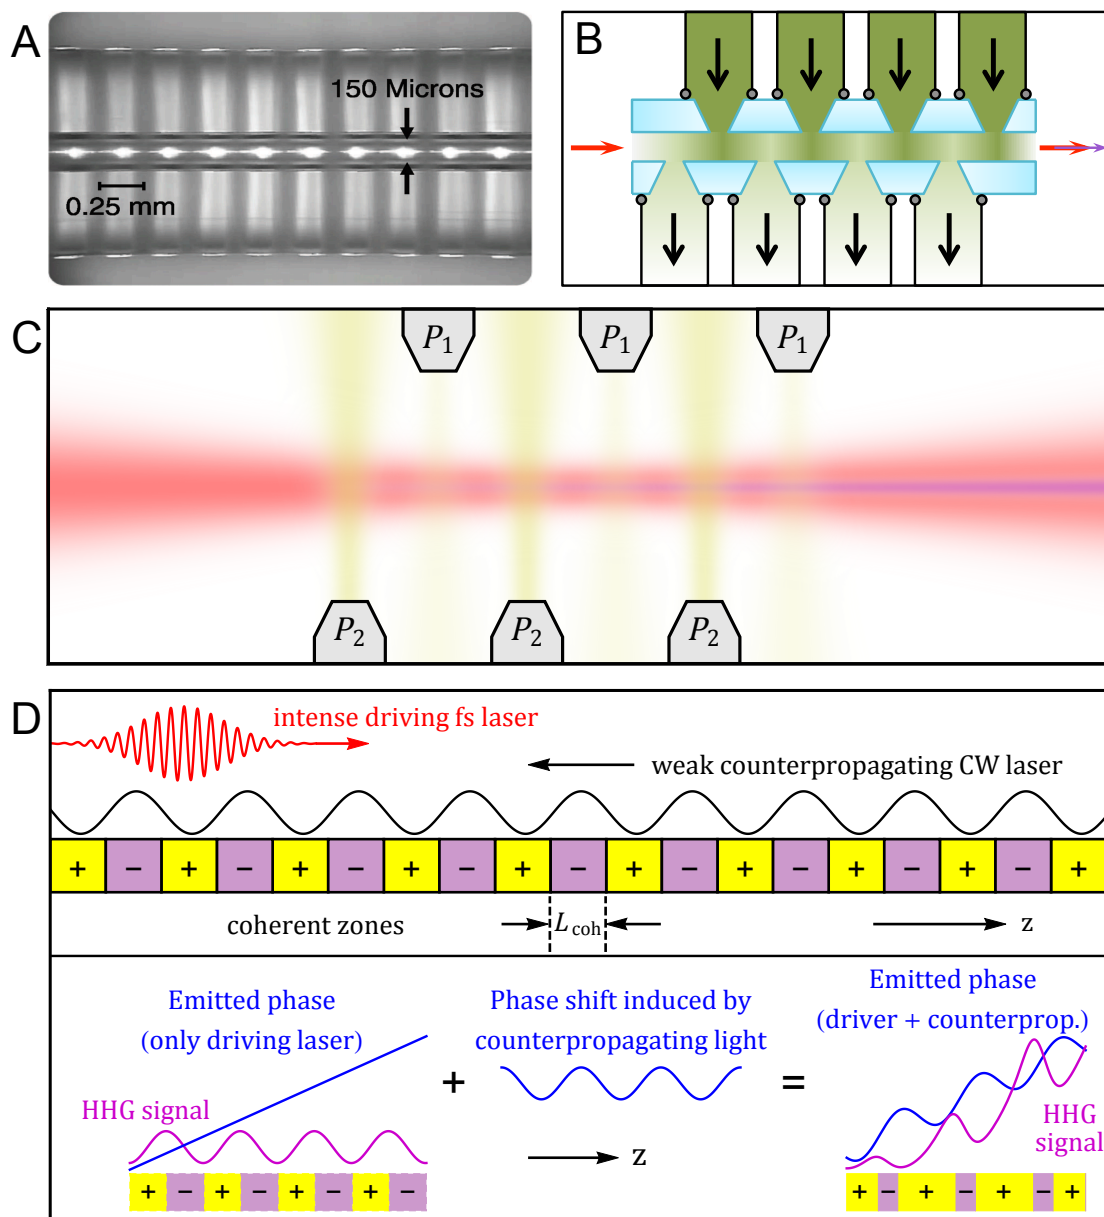 A
150 Microns
0.25 mm
B
C
P1 P1 P1
P2 P2 P2
D
intense driving fs laser
weak counterpropagating CW laser
+ − + − + − + − + − + − + − + − + − +
coherent zones
Lcoh
z
Emitted phase
(only driving laser)
HHG signal
+ − + − + − + −
+
Phase shift induced by
counterpropagating light
z
=
Emitted phase
(driver + counterprop.)
HHG
signal
+ − + − + − +